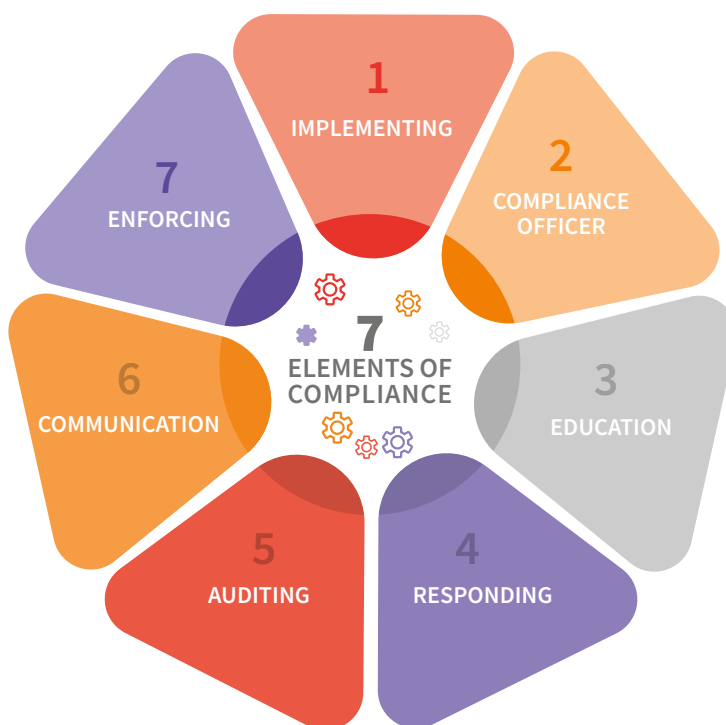 1
IMPLEMENTING
2
COMPLIANCE
OFFICER
3
EDUCATION
4
RESPONDING
5
AUDITING
6
COMMUNICATION
7
ENFORCING
7
ELEMENTS OF
COMPLIANCE